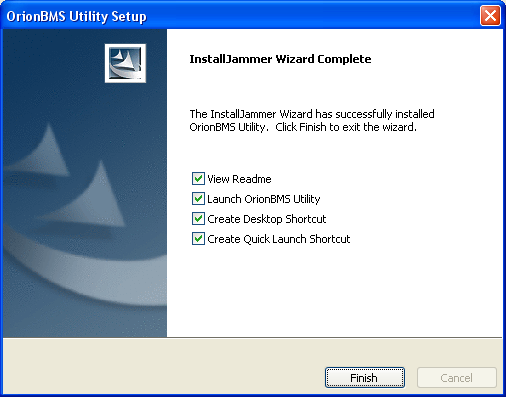 OrionBMS Utility Setup
InstallJammer Wizard Complete
The InstallJammer Wizard has successfully installed
OrionBMS Utility.  Click Finish to exit the wizard.
View Readme
Launch OrionBMS Utility
Create Desktop Shortcut
Create Quick Launch Shortcut
Finish
Cancel